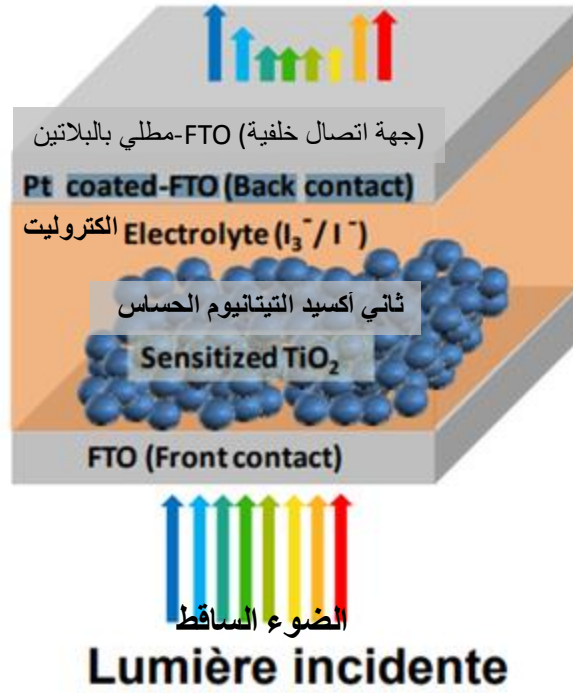 (جهة اتصال خلفية) FTO-مطلي بالبلاتين
Pt coated-FTO (Back contact)
الكتروليت Electrolyte (I₃⁻/ I⁻)
ثاني أكسيد التيتانيوم الحساس
Sensitized TiO₂
FTO (Front contact)
الضوء الساقط
Lumière incidente